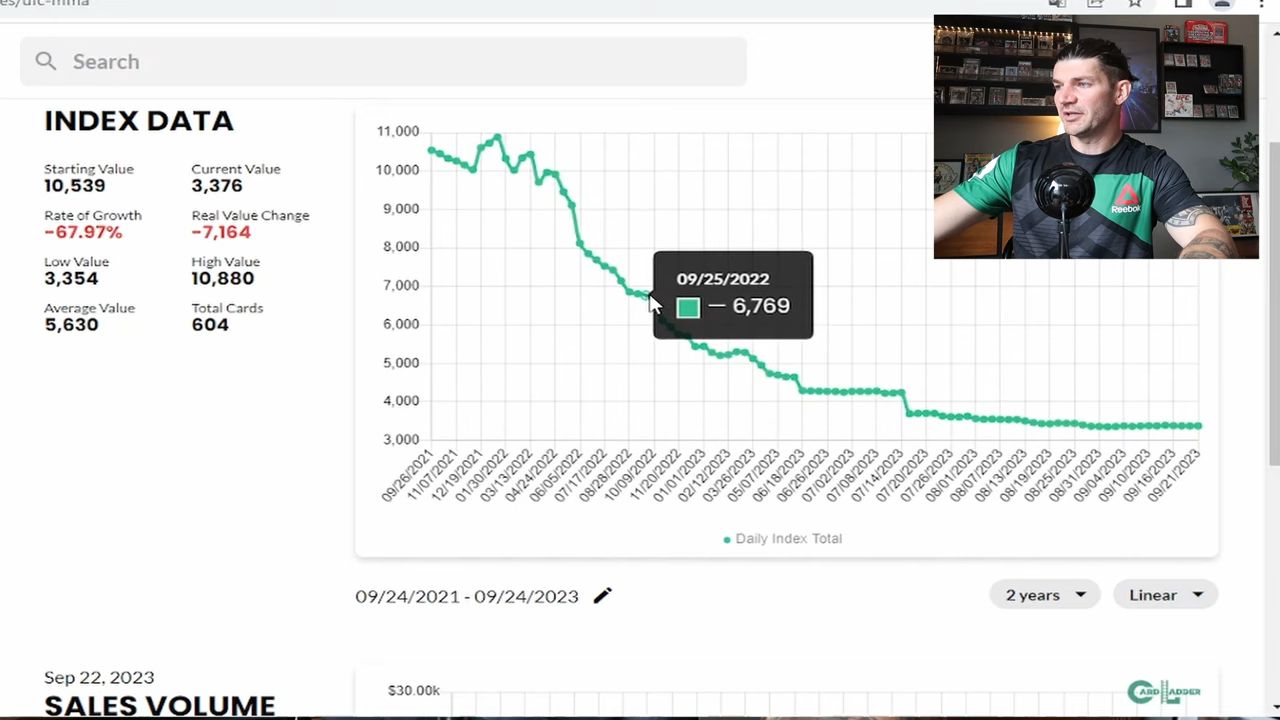 es/ufc-mma
Search
INDEX DATA
Starting Value
10,539
Current Value
3,376
Rate of Growth
-67.97%
Real Value Change
-7,164
Low Value
3,354
High Value
10,880
Average Value
5,630
Total Cards
604
11,000
10,000
9,000
8,000
7,000
6,000
5,000
4,000
3,000
09/25/2022
— 6,769
09/26/2021
11/07/2021
12/19/2021
01/30/2022
03/13/2022
04/24/2022
06/05/2022
07/17/2022
08/28/2022
10/09/2022
11/20/2022
01/01/2023
02/12/2023
03/26/2023
05/07/2023
06/18/2023
06/26/2023
07/02/2023
07/08/2023
07/14/2023
07/20/2023
07/26/2023
08/01/2023
08/07/2023
08/13/2023
08/19/2023
08/25/2023
08/31/2023
09/04/2023
09/10/2023
09/16/2023
09/21/2023
Daily Index Total
09/24/2021 - 09/24/2023
2 years
Linear
Sep 22, 2023
SALES VOLUME
$30.00k
CARD LADDER
Reebok